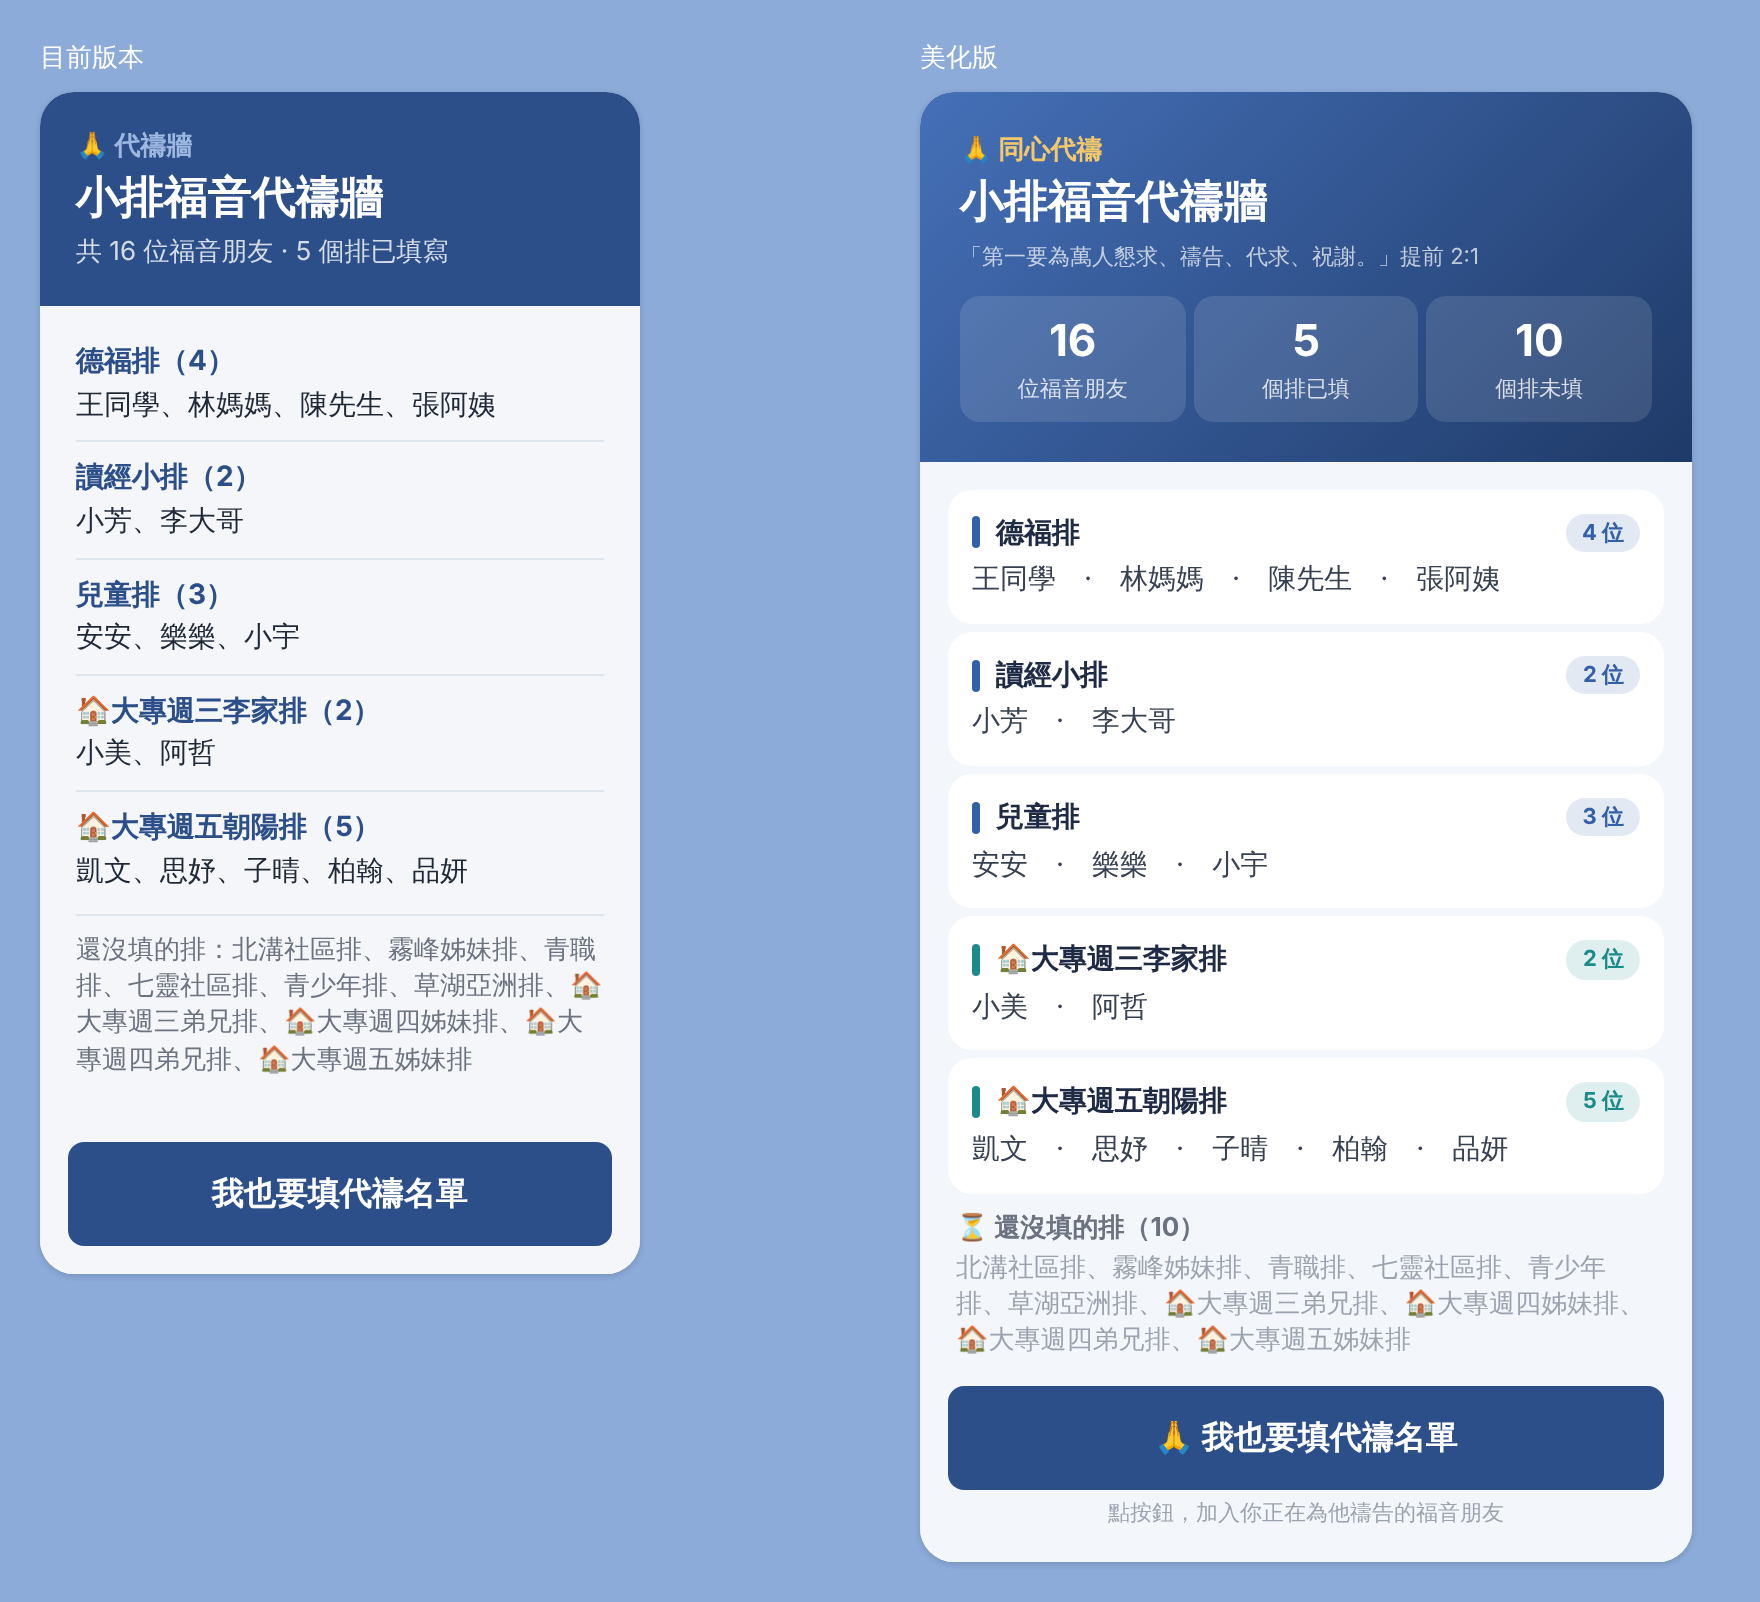 目前版本
🙏 代禱牆
小排福音代禱牆
共 16 位福音朋友 · 5 個排已填寫
德福排（4）
王同學、林媽媽、陳先生、張阿姨
讀經小排（2）
小芳、李大哥
兒童排（3）
安安、樂樂、小宇
🏠大專週三李家排（2）
小美、阿哲
🏠大專週五朝陽排（5）
凱文、思妤、子晴、柏翰、品妍
還沒填的排：北溝社區排、霧峰姊妹排、青職
排、七靈社區排、青少年排、草湖亞洲排、🏠
大專週三弟兄排、🏠大專週四姊妹排、🏠大
專週四弟兄排、🏠大專週五姊妹排
我也要填代禱名單
美化版
🙏 同心代禱
小排福音代禱牆
「第一要為萬人懇求、禱告、代求、祝謝。」提前 2:1
16
位福音朋友
5
個排已填
10
個排未填
德福排
4 位
王同學 · 林媽媽 · 陳先生 · 張阿姨
讀經小排
2 位
小芳 · 李大哥
兒童排
3 位
安安 · 樂樂 · 小宇
🏠大專週三李家排
2 位
小美 · 阿哲
🏠大專週五朝陽排
5 位
凱文 · 思妤 · 子晴 · 柏翰 · 品妍
⏳ 還沒填的排（10）
北溝社區排、霧峰姊妹排、青職排、七靈社區排、青少年
排、草湖亞洲排、🏠大專週三弟兄排、🏠大專週四姊妹排、
🏠大專週四弟兄排、🏠大專週五姊妹排
🙏 我也要填代禱名單
點按鈕，加入你正在為他禱告的福音朋友